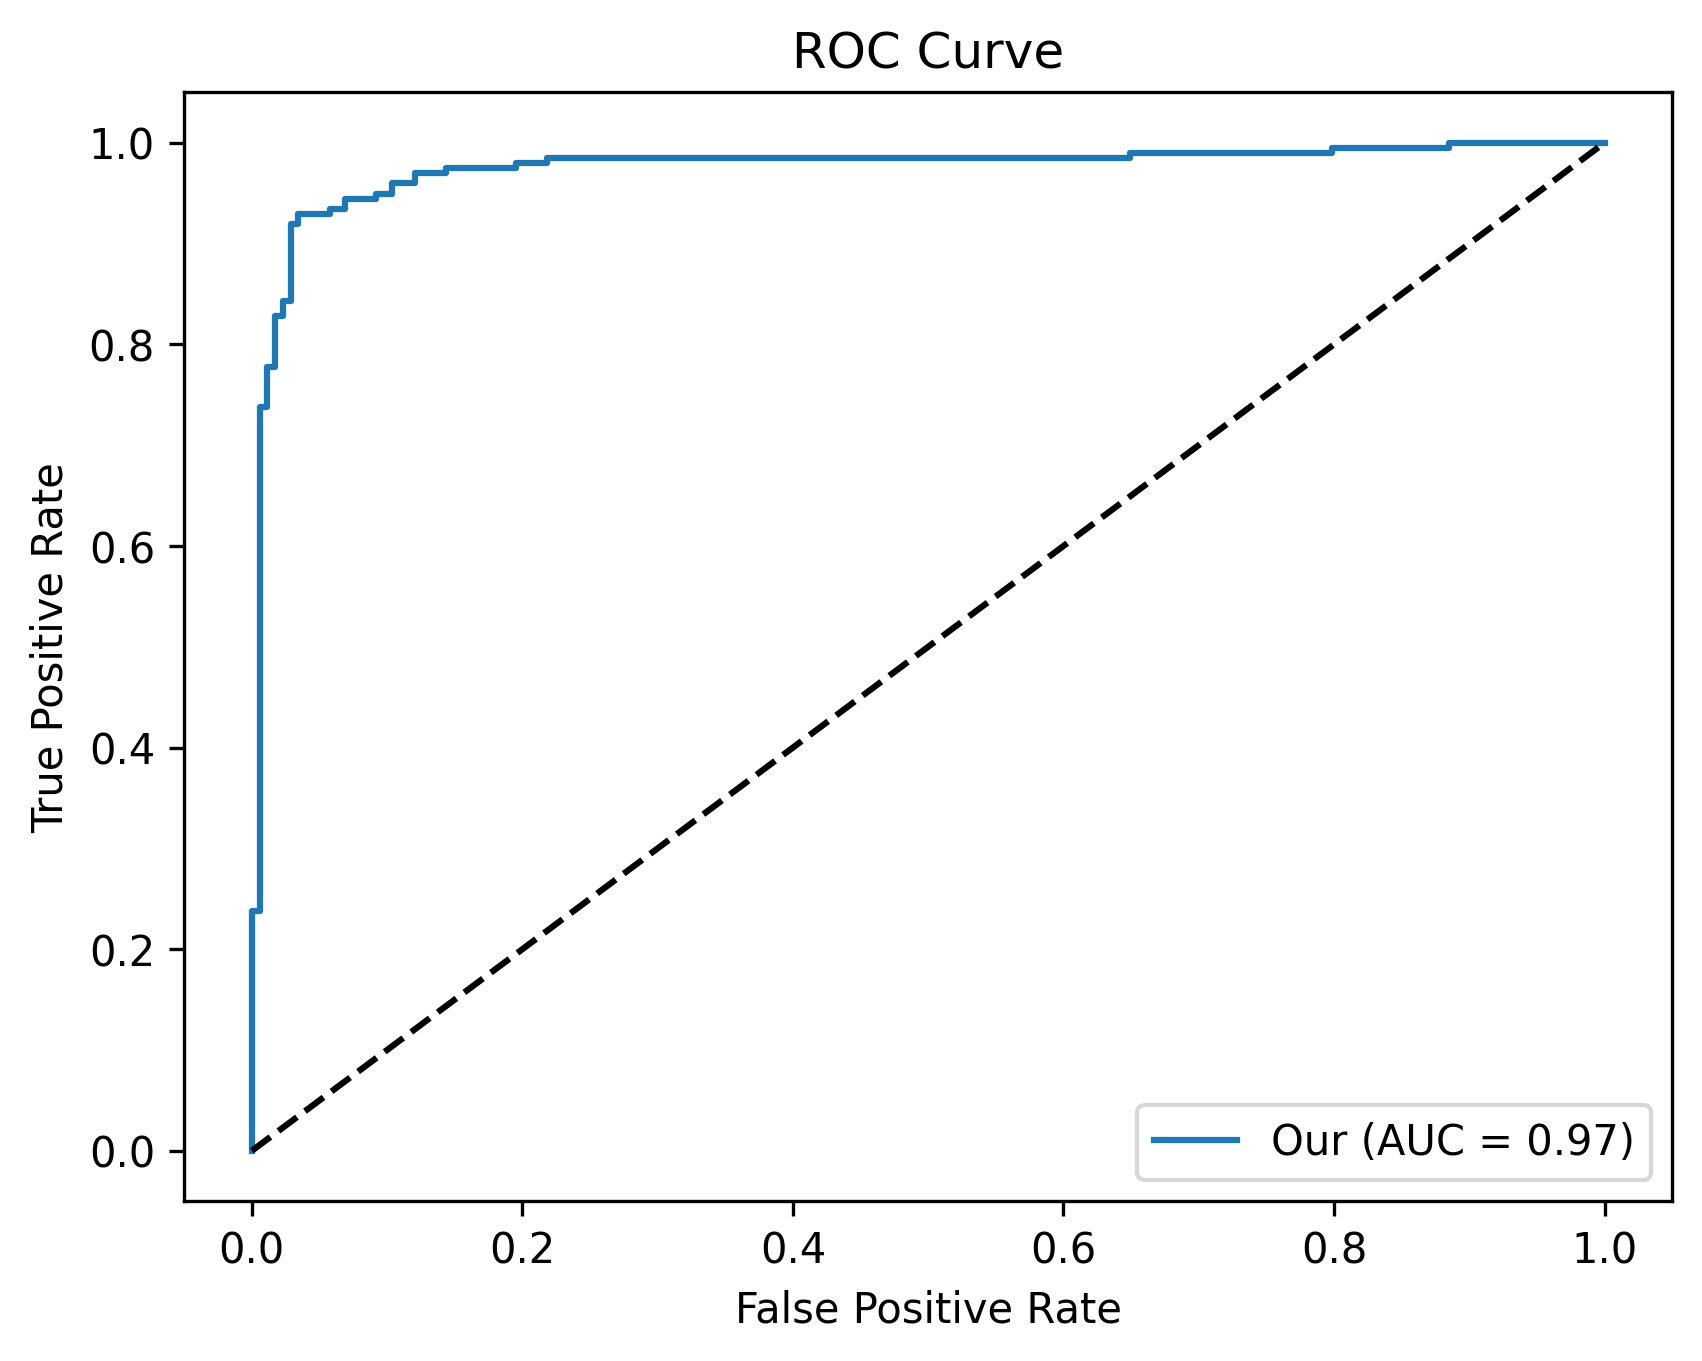 ROC Curve
1.0
0.8
0.6
0.4
0.2
0.0
True Positive Rate
Our (AUC = 0.97)
0.0 0.2 0.4 0.6 0.8 1.0
False Positive Rate